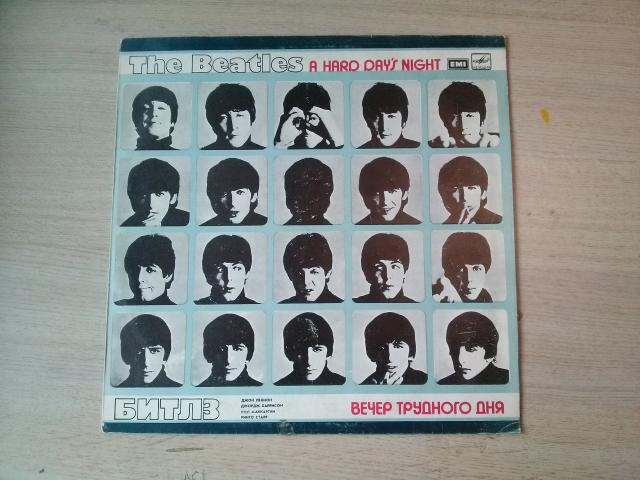 The Beatles A HARD DAY'S NIGHT EMI
БИТЛЗ
ДЖОН ЛЕННОН
ДЖОРДЖ ХАРРИСОН
ПОЛ МАККАРТНИ
РИНГО СТАРР
ВЕЧЕР ТРУДНОГО ДНЯ